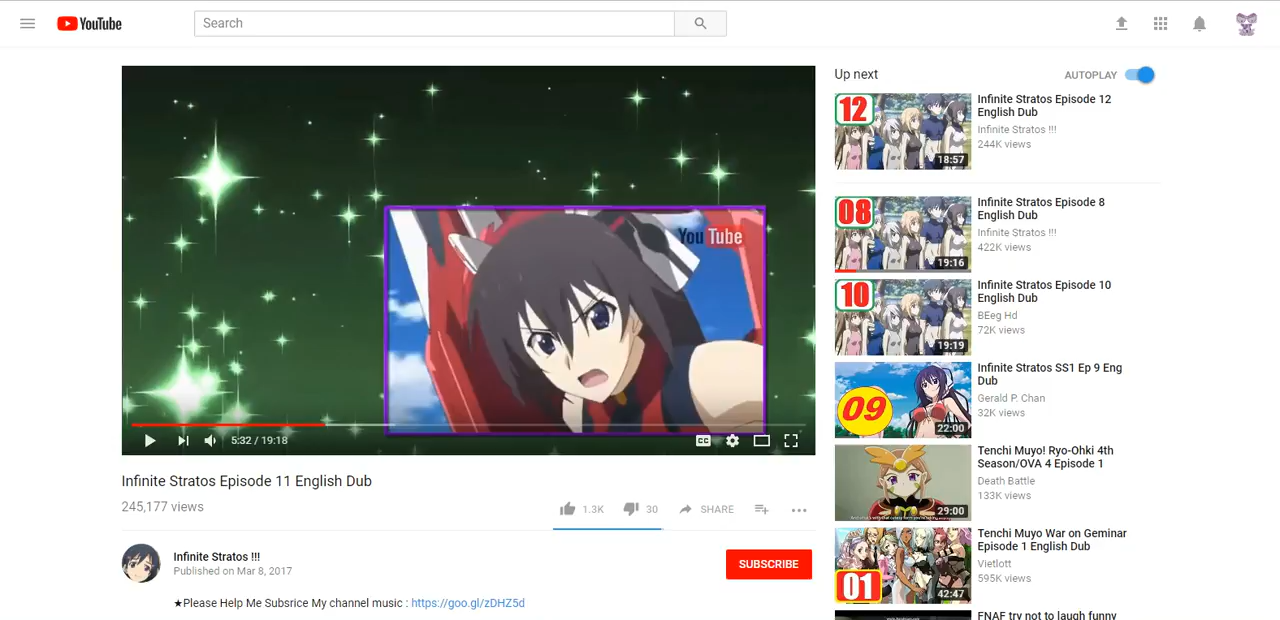 YouTube
Search
You Tube
5:32 / 19:18
CC
Infinite Stratos Episode 11 English Dub
245,177 views
1.3K
30
SHARE
Infinite Stratos !!!
Published on Mar 8, 2017
SUBSCRIBE
★Please Help Me Subsrice My channel music : https://goo.gl/zDHZ5d
Up next
AUTOPLAY
12
18:57
Infinite Stratos Episode 12
English Dub
Infinite Stratos !!!
244K views
08
19:16
Infinite Stratos Episode 8
English Dub
Infinite Stratos !!!
422K views
10
19:19
Infinite Stratos Episode 10
English Dub
BEeg Hd
72K views
09
22:00
Infinite Stratos SS1 Ep 9 Eng
Dub
Gerald P. Chan
32K views
29:00
Tenchi Muyo! Ryo-Ohki 4th
Season/OVA 4 Episode 1
Death Battle
133K views
01
42:47
Tenchi Muyo War on Geminar
Episode 1 English Dub
Vietlott
595K views
FNAF try not to laugh funny